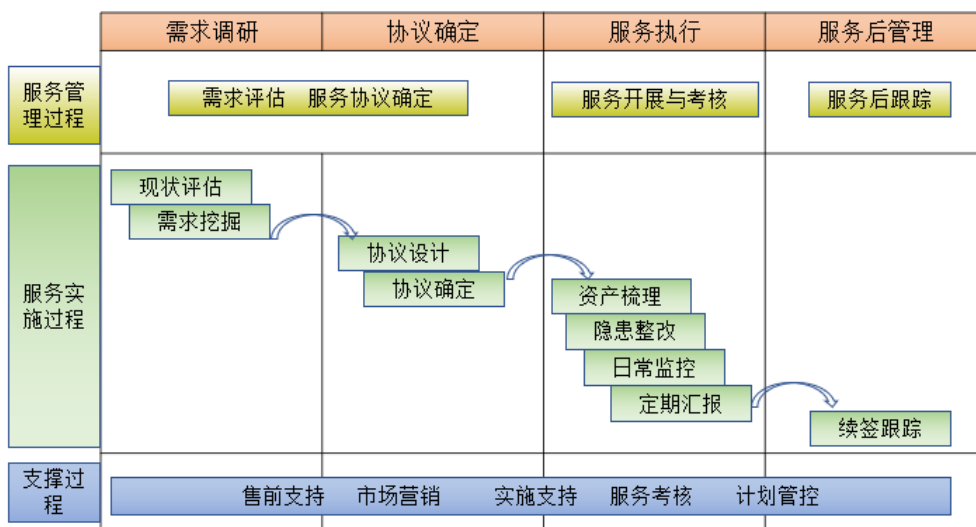 需求调研 协议确定 服务执行 服务后管理
服务管
理过程
需求评估 服务协议确定 服务开展与考核 服务后跟踪
服务实
施过程
现状评估
需求挖掘
协议设计
协议确定
资产梳理
隐患整改
日常监控
定期汇报
续签跟踪
支撑过
程
售前支持 市场营销 实施支持 服务考核 计划管控